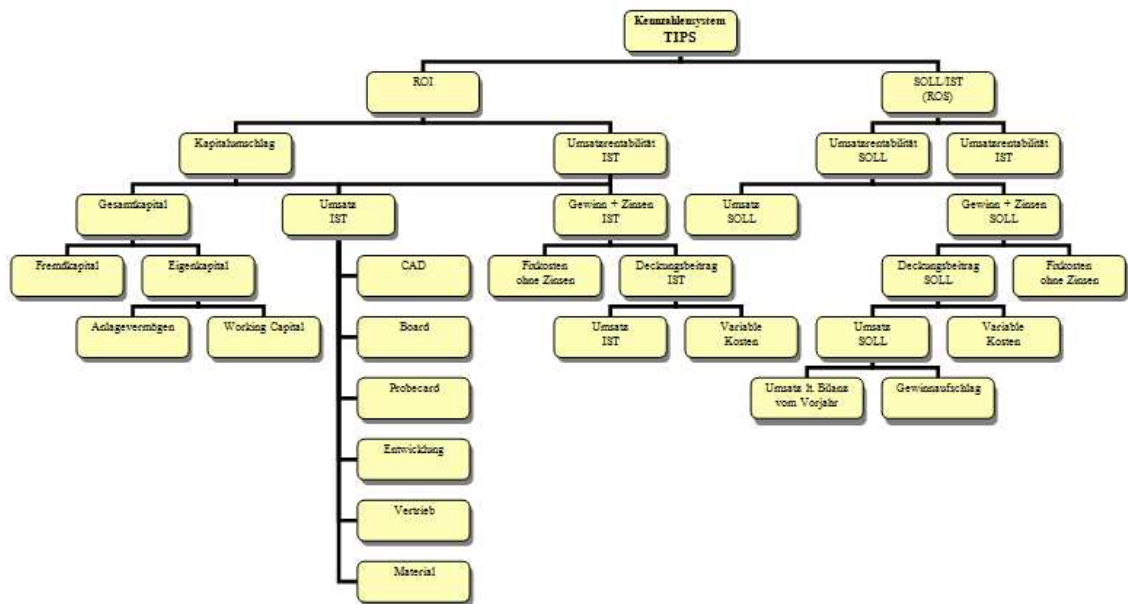 Kennzahlensystem
TIPS
ROI
SOLL/IST
(ROS)
Kapitalumschlag
Umsatzrentabilität
IST
Umsatzrentabilität
SOLL
Umsatzrentabilität
IST
Gesamtkapital
Umsatz
IST
Gewinn + Zinsen
IST
Umsatz
SOLL
Gewinn + Zinsen
SOLL
Fremdkapital
Eigenkapital
CAD
Fixkosten
ohne Zinsen
Deckungsbeitrag
IST
Deckungsbeitrag
SOLL
Fixkosten
ohne Zinsen
Anlagevermögen
Working Capital
Board
Umsatz
IST
Variable
Kosten
Umsatz
SOLL
Variable
Kosten
Probecard
Umsatz lt. Bilanz
vom Vorjahr
Gewinnaufschlag
Entwicklung
Vertrieb
Material